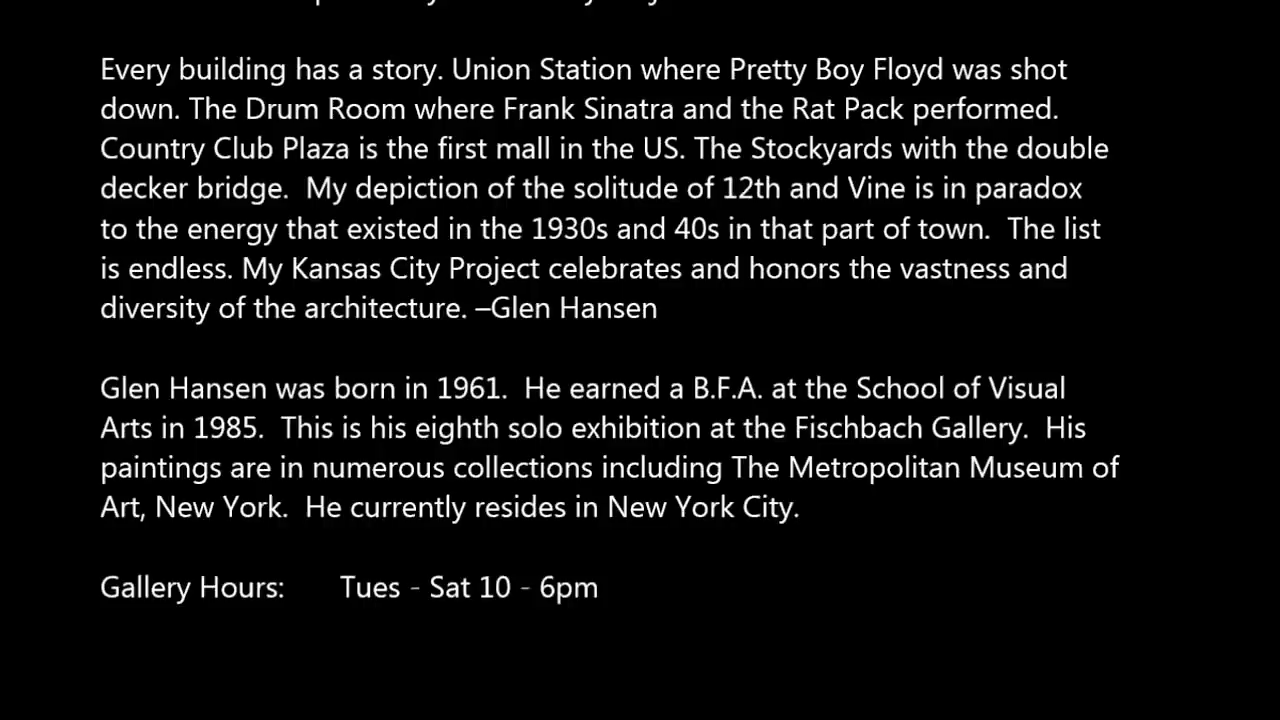 Every building has a story. Union Station where Pretty Boy Floyd was shot
down. The Drum Room where Frank Sinatra and the Rat Pack performed.
Country Club Plaza is the first mall in the US. The Stockyards with the double
decker bridge.  My depiction of the solitude of 12th and Vine is in paradox
to the energy that existed in the 1930s and 40s in that part of town.  The list
is endless. My Kansas City Project celebrates and honors the vastness and
diversity of the architecture. –Glen Hansen
Glen Hansen was born in 1961.  He earned a B.F.A. at the School of Visual
Arts in 1985.  This is his eighth solo exhibition at the Fischbach Gallery.  His
paintings are in numerous collections including The Metropolitan Museum of
Art, New York.  He currently resides in New York City.
Gallery Hours:      Tues - Sat 10 - 6pm